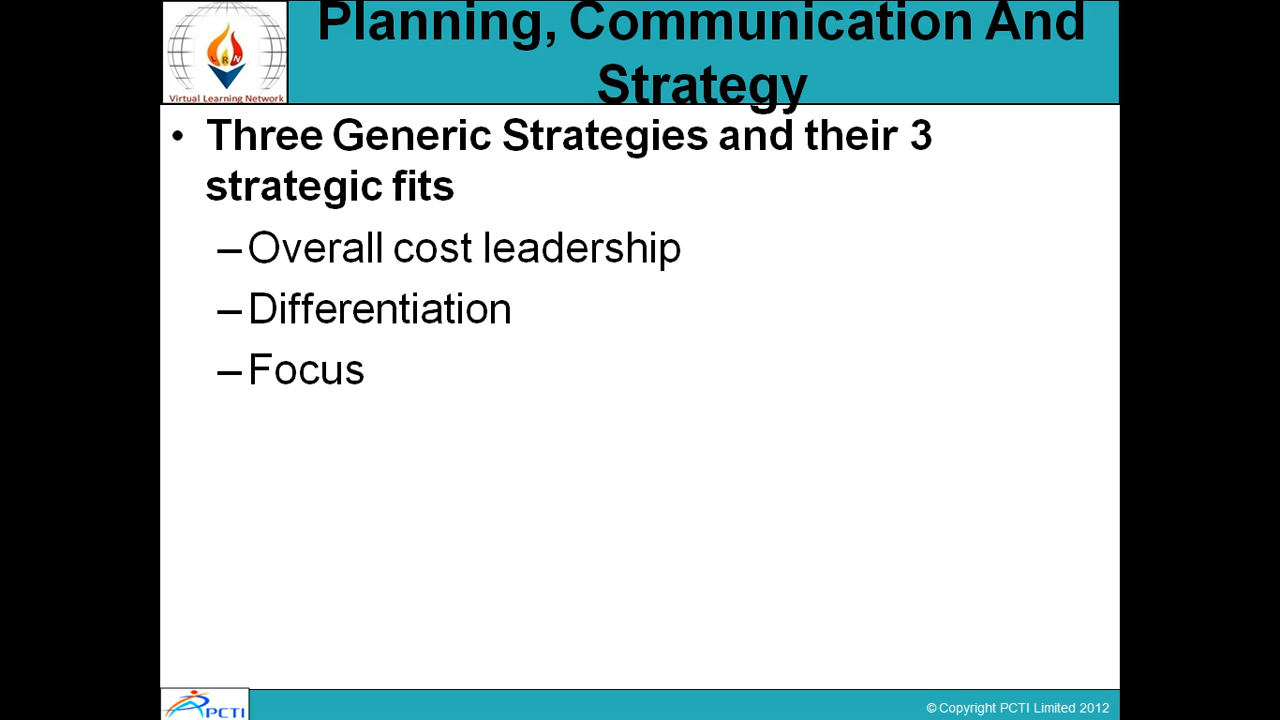 Planning, Communication And
Strategy
VLN
Virtual Learning Network
• Three Generic Strategies and their 3
strategic fits
–Overall cost leadership
–Differentiation
–Focus
PCTI
© Copyright PCTI Limited 2012